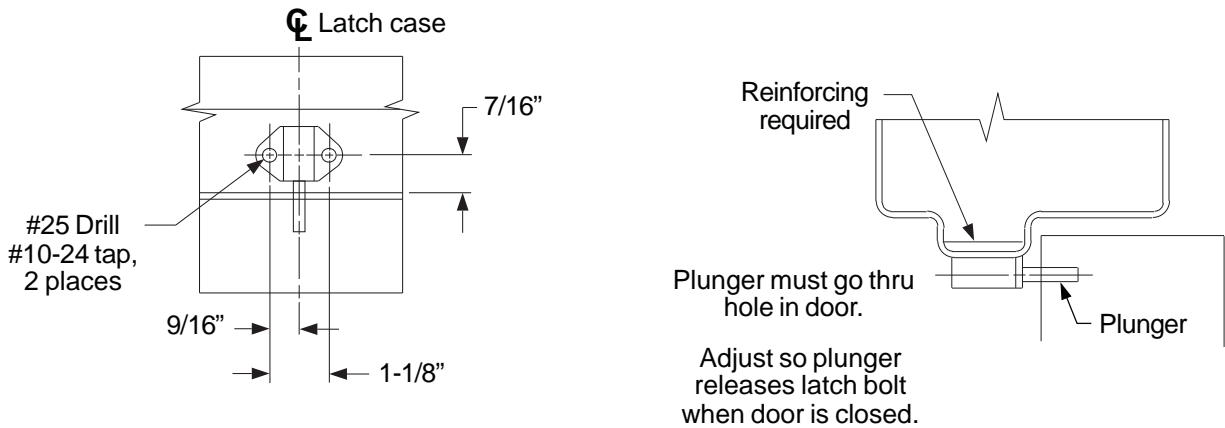 ℄ Latch case
7/16”
#25 Drill
#10-24 tap,
2 places
9/16”
1-1/8”
Reinforcing
required
Plunger must go thru
hole in door.
Plunger
Adjust so plunger
releases latch bolt
when door is closed.